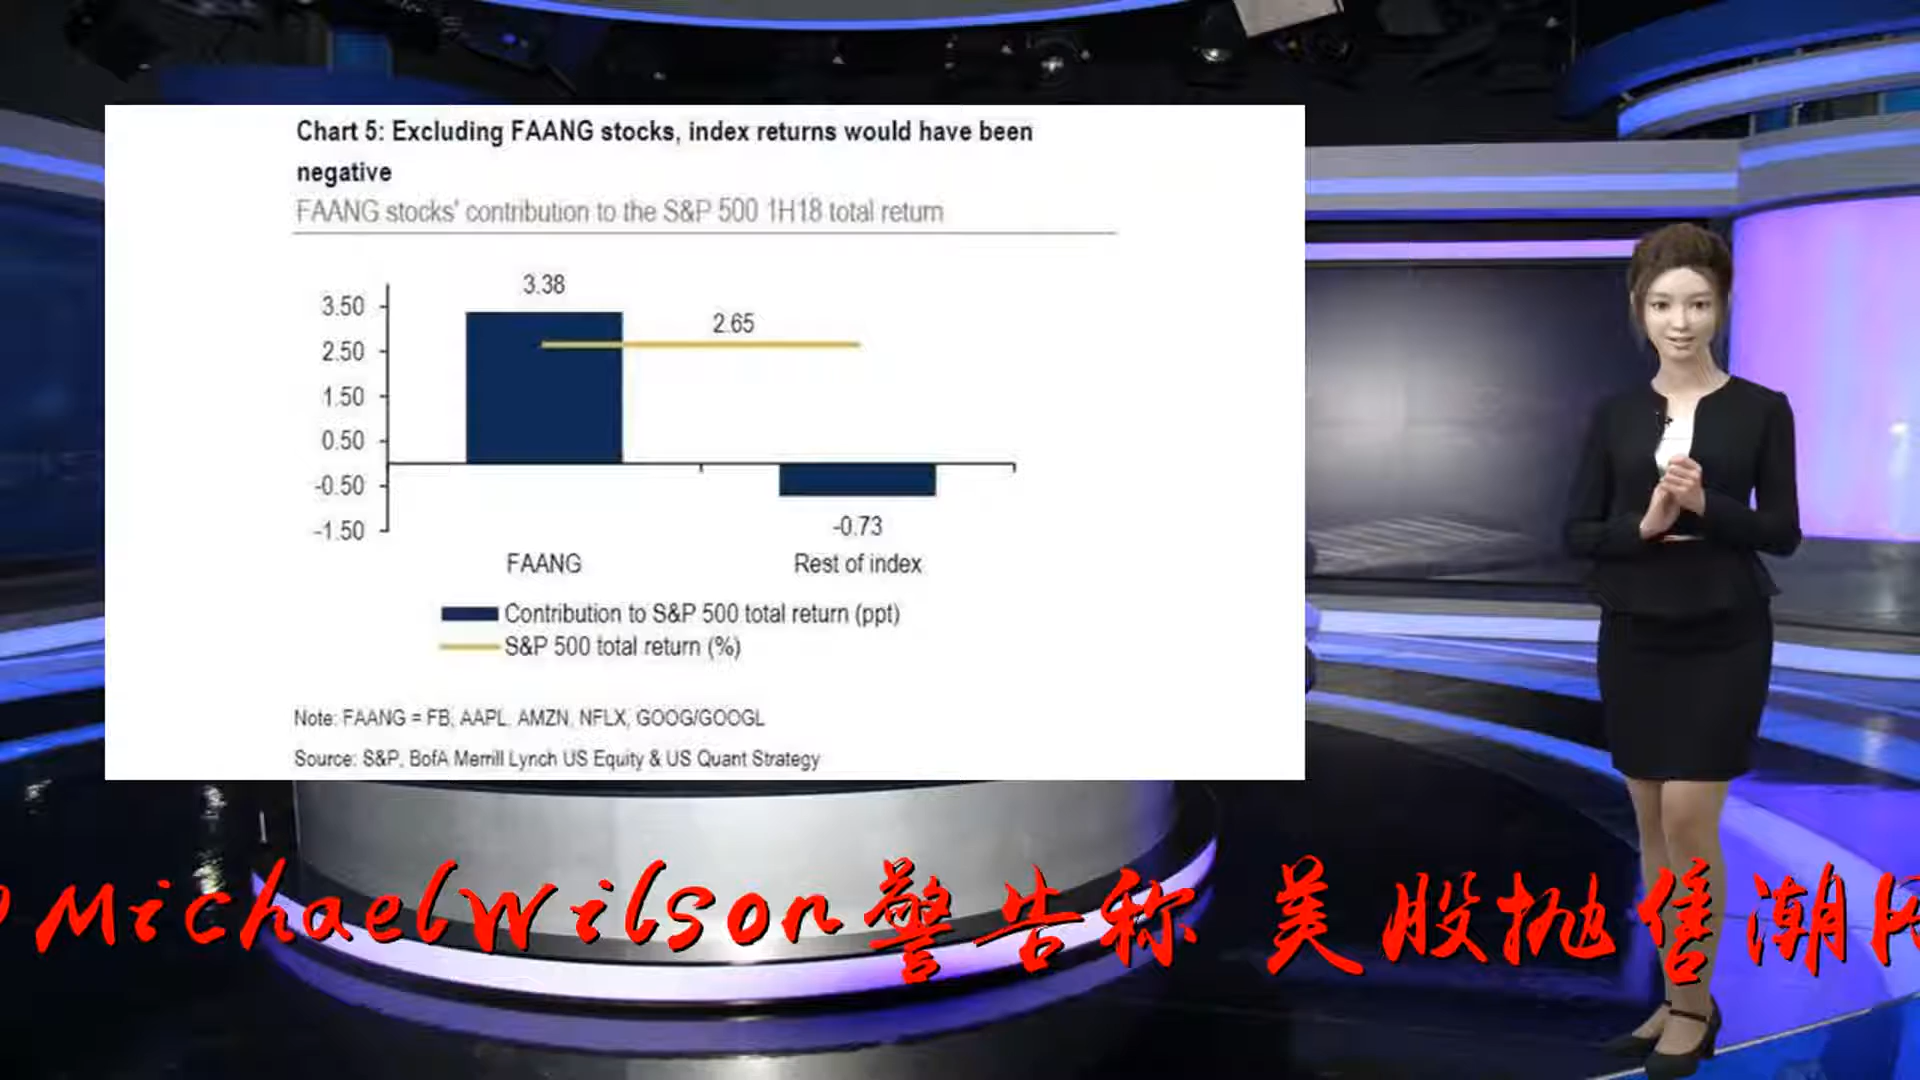 Chart 5: Excluding FAANG stocks, index returns would have been
negative
FAANG stocks' contribution to the S&P 500 1H18 total return
3.38
2.65
3.50
2.50
1.50
0.50
-0.50
-1.50
-0.73
FAANG
Rest of index
Contribution to S&P 500 total return (ppt)
S&P 500 total return (%)
Note: FAANG = FB, AAPL, AMZN, NFLX, GOOG/GOOGL
Source: S&P, BofA Merrill Lynch US Equity & US Quant Strategy
MichaelWilson警告称 美股抛售潮